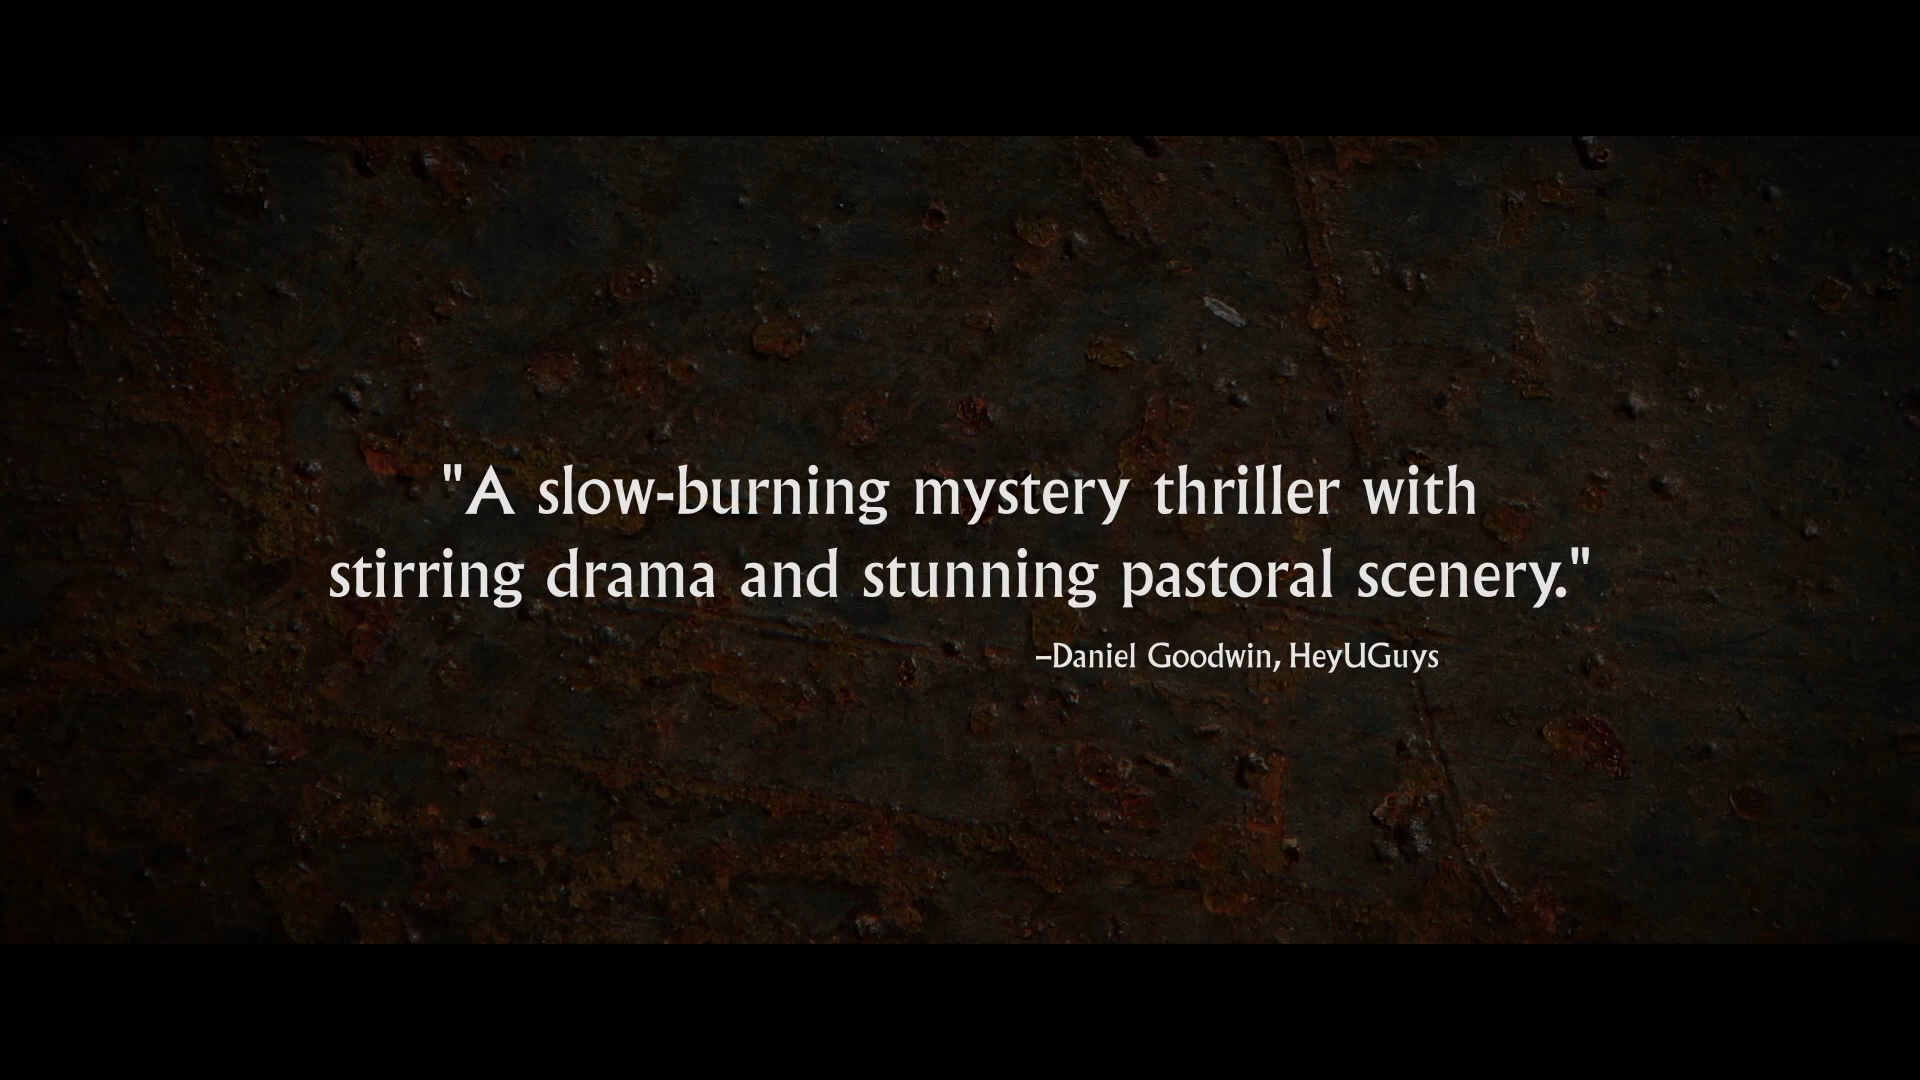 "A slow-burning mystery thriller with
stirring drama and stunning pastoral scenery."
–Daniel Goodwin, HeyUGuys